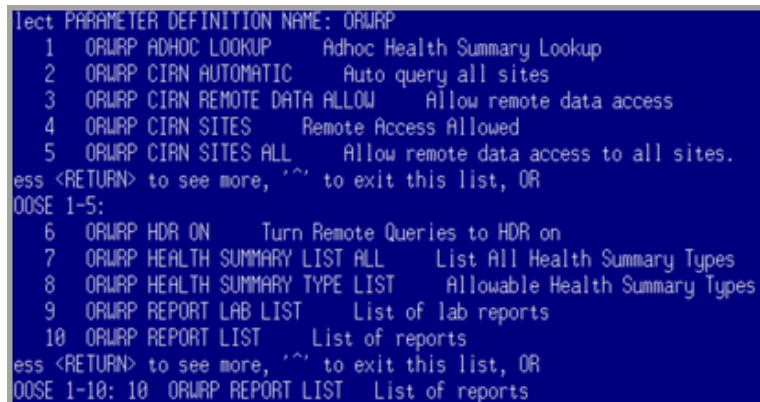 lect PARAMETER DEFINITION NAME: ORWRP
1 ORWRP ADHOC LOOKUP Adhoc Health Summary Lookup
2 ORWRP CIRN AUTOMATIC Auto query all sites
3 ORWRP CIRN REMOTE DATA ALLOW Allow remote data access
4 ORWRP CIRN SITES Remote Access Allowed
5 ORWRP CIRN SITES ALL Allow remote data access to all sites.
ess <RETURN> to see more, '^' to exit this list, OR
OOSE 1-5:
6 ORWRP HDR ON Turn Remote Queries to HDR on
7 ORWRP HEALTH SUMMARY LIST ALL List All Health Summary Types
8 ORWRP HEALTH SUMMARY TYPE LIST Allowable Health Summary Types
9 ORWRP REPORT LAB LIST List of lab reports
10 ORWRP REPORT LIST List of reports
ess <RETURN> to see more, '^' to exit this list, OR
OOSE 1-10: 10 ORWRP REPORT LIST List of reports